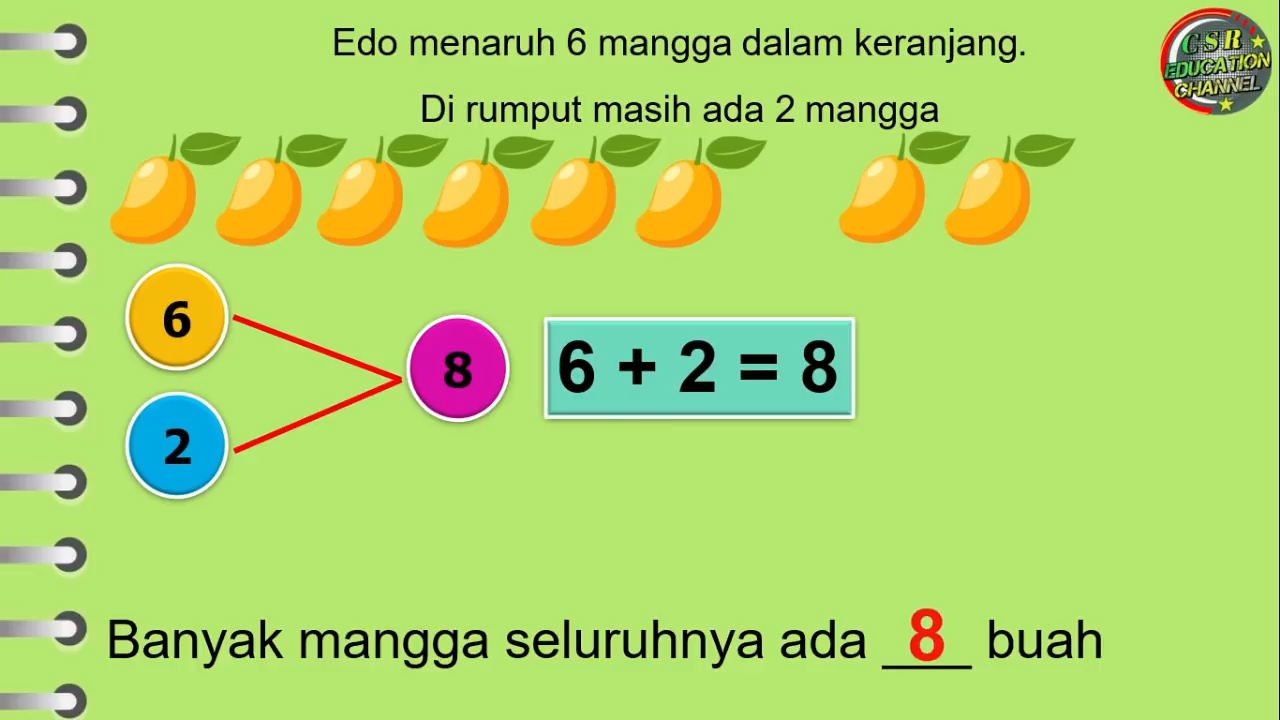 Edo menaruh 6 mangga dalam keranjang.
Di rumput masih ada 2 mangga
CSR
EDUCATION
CHANNEL
6
2
8
6 + 2 = 8
Banyak mangga seluruhnya ada 8 buah